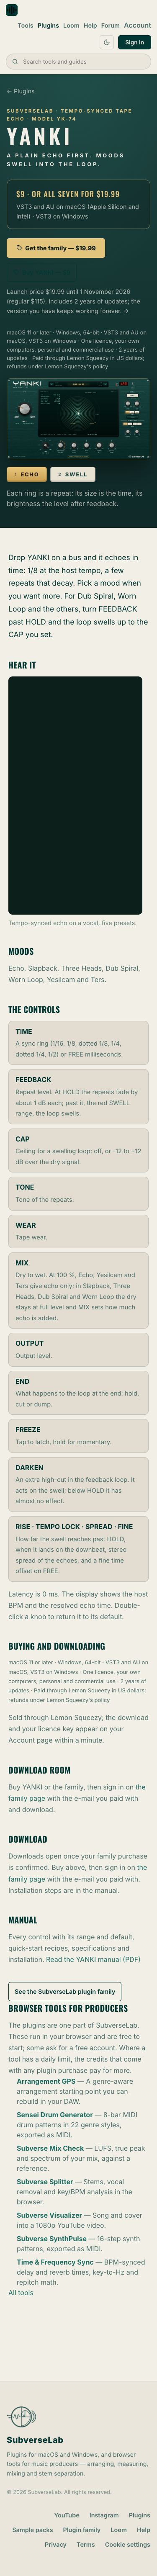 Tools Plugins Loom Help Forum Account
Sign In
Search tools and guides
← Plugins
SUBVERSELAB · TEMPO-SYNCED TAPE
ECHO · MODEL YK-74
YANKI
A PLAIN ECHO FIRST. MOODS
SWELL INTO THE LOOP.
$9 · OR ALL SEVEN FOR $19.99
VST3 and AU on macOS (Apple Silicon and
Intel) · VST3 on Windows
Get the family — $19.99
Launch price $19.99 until 1 November 2026
(regular $115). Includes 2 years of updates; the
version you have keeps working forever. →
macOS 11 or later · Windows, 64-bit · VST3 and AU on
macOS, VST3 on Windows · One licence, your own
computers, personal and commercial use · 2 years of
updates · Paid through Lemon Squeezy in US dollars;
refunds under Lemon Squeezy's policy
YANKI
ECHO
SWELL
Each ring is a repeat: its size is the time, its
brightness the level after feedback.
Drop YANKI on a bus and it echoes in
time: 1/8 at the host tempo, a few
repeats that decay. Pick a mood when
you want more. For Dub Spiral, Worn
Loop and the others, turn FEEDBACK
past HOLD and the loop swells up to the
CAP you set.
HEAR IT
Tempo-synced echo on a vocal, five presets.
MOODS
Echo, Slapback, Three Heads, Dub Spiral,
Worn Loop, Yesilcam and Ters.
THE CONTROLS
TIME
A sync ring (1/16, 1/8, dotted 1/8, 1/4,
dotted 1/4, 1/2) or FREE milliseconds.
FEEDBACK
Repeat level. At HOLD the repeats fade by
about 1 dB each; past it, the red SWELL
range, the loop swells.
CAP
Ceiling for a swelling loop: off, or -12 to +12
dB over the dry signal.
TONE
Tone of the repeats.
WEAR
Tape wear.
MIX
Dry to wet. At 100 %, Echo, Yesilcam and
Ters give echo only; in Slapback, Three
Heads, Dub Spiral and Worn Loop the dry
stays at full level and MIX sets how much
echo is added.
OUTPUT
Output level.
END
What happens to the loop at the end: hold,
cut or dump.
FREEZE
Tap to latch, hold for momentary.
DARKEN
An extra high-cut in the feedback loop. It
acts on the swell; below HOLD it has
almost no effect.
RISE · TEMPO LOCK · SPREAD · FINE
How far the swell reaches past HOLD,
when it lands on the downbeat, stereo
spread of the echoes, and a fine time
offset on FREE.
Latency is 0 ms. The display shows the host
BPM and the resolved echo time. Double-
click a knob to return it to its default.
BUYING AND DOWNLOADING
macOS 11 or later · Windows, 64-bit · VST3 and AU on
macOS, VST3 on Windows · One licence, your own
computers, personal and commercial use · 2 years of
updates · Paid through Lemon Squeezy in US dollars;
refunds under Lemon Squeezy's policy
Sold through Lemon Squeezy; the download
and your licence key appear on your
Account page within a minute.
DOWNLOAD ROOM
Buy YANKI or the family, then sign in on the
family page with the e-mail you paid with
and download.
DOWNLOAD
Downloads open once your family purchase
is confirmed. Buy above, then sign in on the
family page with the e-mail you paid with.
Installation steps are in the manual.
MANUAL
Every control with its range and default,
quick-start recipes, specifications and
installation. Read the YANKI manual (PDF)
See the SubverseLab plugin family
BROWSER TOOLS FOR PRODUCERS
The plugins are one part of SubverseLab.
These run in your browser and are free to
start; some ask for a free account. Where a
tool has a daily limit, the credits that come
with any plugin purchase pay for more.
Arrangement GPS — A genre-aware
arrangement starting point you can
rebuild in your DAW.
Sensei Drum Generator — 8-bar MIDI
drum patterns in 22 genre styles,
exported as MIDI.
Subverse Mix Check — LUFS, true peak
and spectrum of your mix, against a
reference.
Subverse Splitter — Stems, vocal
removal and key/BPM analysis in the
browser.
Subverse Visualizer — Song and cover
into a 1080p YouTube video.
Subverse SynthPulse — 16-step synth
patterns, exported as MIDI.
Time & Frequency Sync — BPM-synced
delay and reverb times, key-to-Hz and
repitch math.
All tools
SubverseLab
Plugins for macOS and Windows, and browser
tools for music producers — arranging, measuring,
mixing and stem separation.
© 2026 SubverseLab. All rights reserved.
YouTube Instagram Plugins
Sample packs Plugin family Loom Help
Privacy Terms Cookie settings